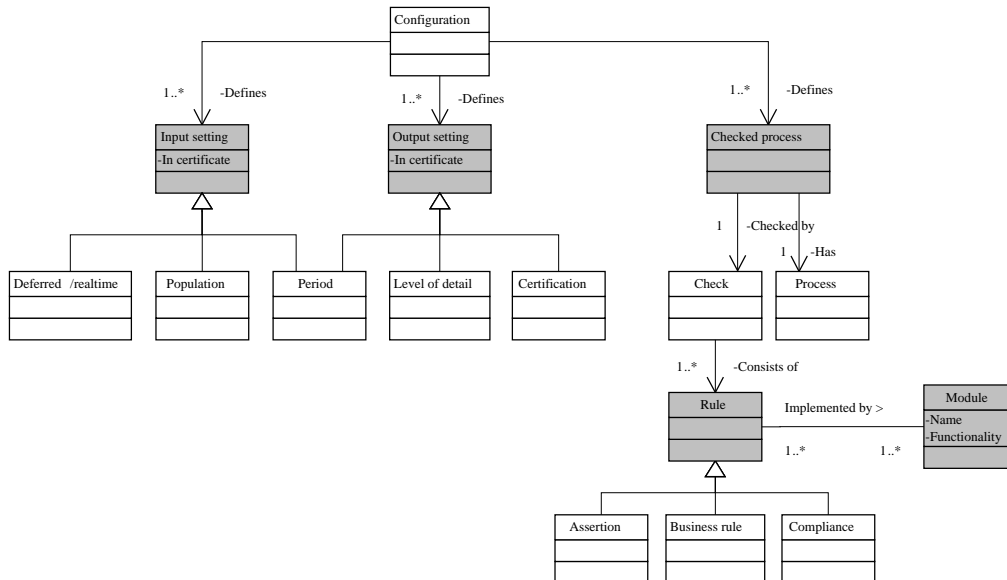 Configuration
1..* -Defines
1..* -Defines
1..* -Defines
Input setting
-In certificate
Output setting
-In certificate
Checked process
1 -Checked by
1 -Has
Deferred /realtime
Population
Period
Level of detail
Certification
Check
Process
1..* -Consists of
Rule
Implemented by >
1..* 1..*
Module
-Name
-Functionality
Assertion
Business rule
Compliance